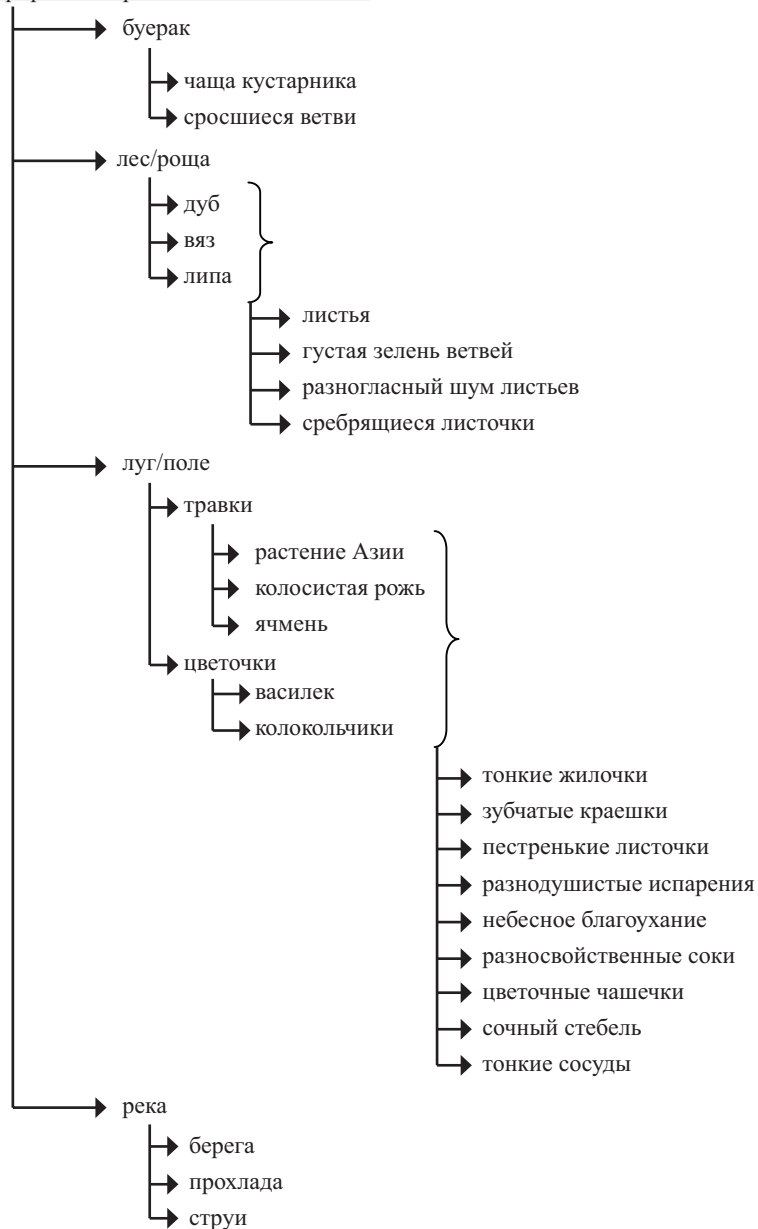 буерак
чаща кустарника
сросшиеся ветви
лес/роща
дуб
вяз
липа
листья
густая зелень ветвей
разногласный шум листьев
сребрящиеся листочки
луг/поле
травки
растение Азии
колосистая рожь
ячмень
цветочки
василек
колокольчики
тонкие жилочки
зубчатые краешки
пестренькие листочки
разнодушистые испарения
небесное благоухание
разносвойственные соки
цветочные чашечки
сочный стебель
тонкие сосуды
река
берега
прохлада
струи